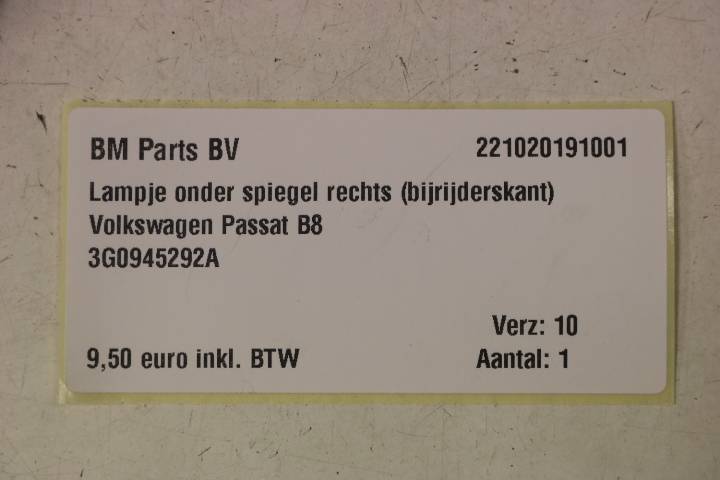 BM Parts BV 221020191001
Lampje onder spiegel rechts (bijrijderskant)
Volkswagen Passat B8
3G0945292A
Verz: 10
9,50 euro inkl. BTW Aantal: 1